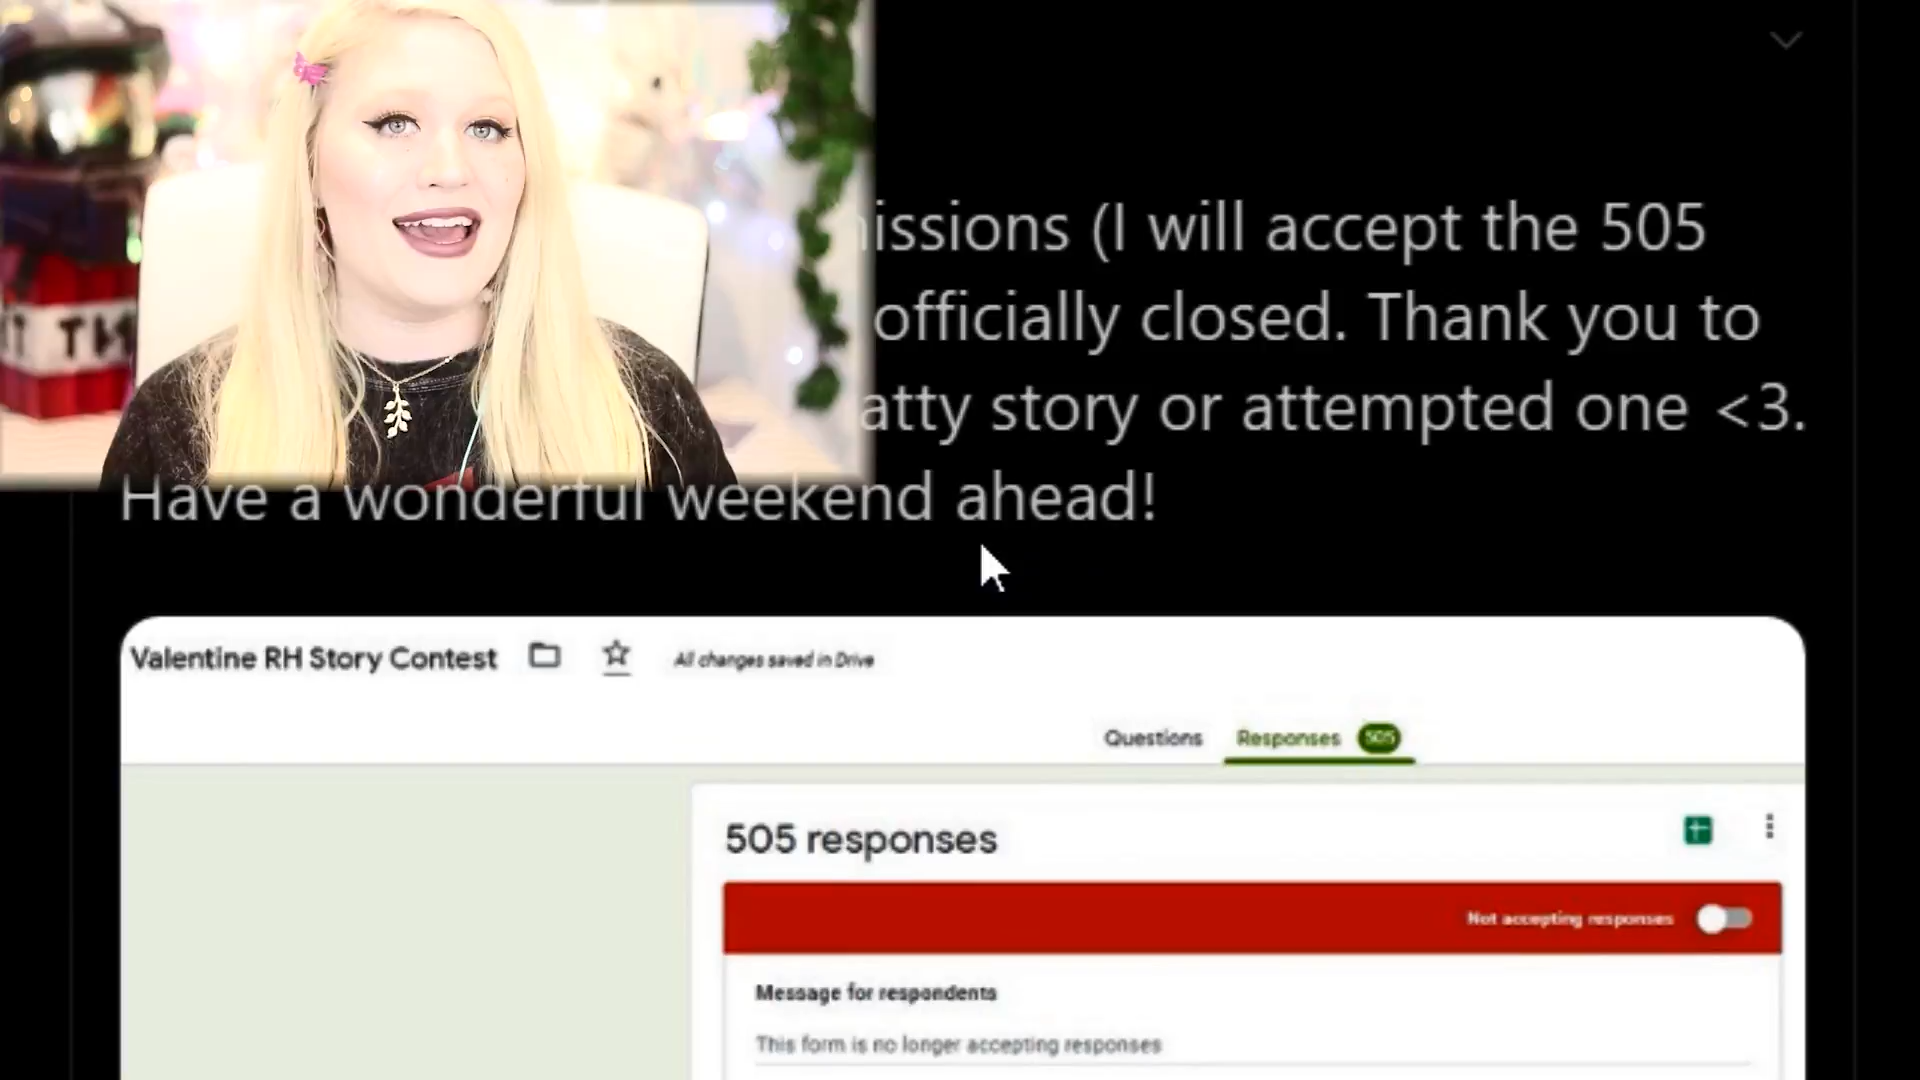 issions (I will accept the 505
officially closed. Thank you to
atty story or attempted one <3.
Have a wonderful weekend ahead!
Valentine RH Story Contest
All changes saved in Drive
Questions
Responses
505
505 responses
Not accepting responses
Message for respondents
This form is no longer accepting responses